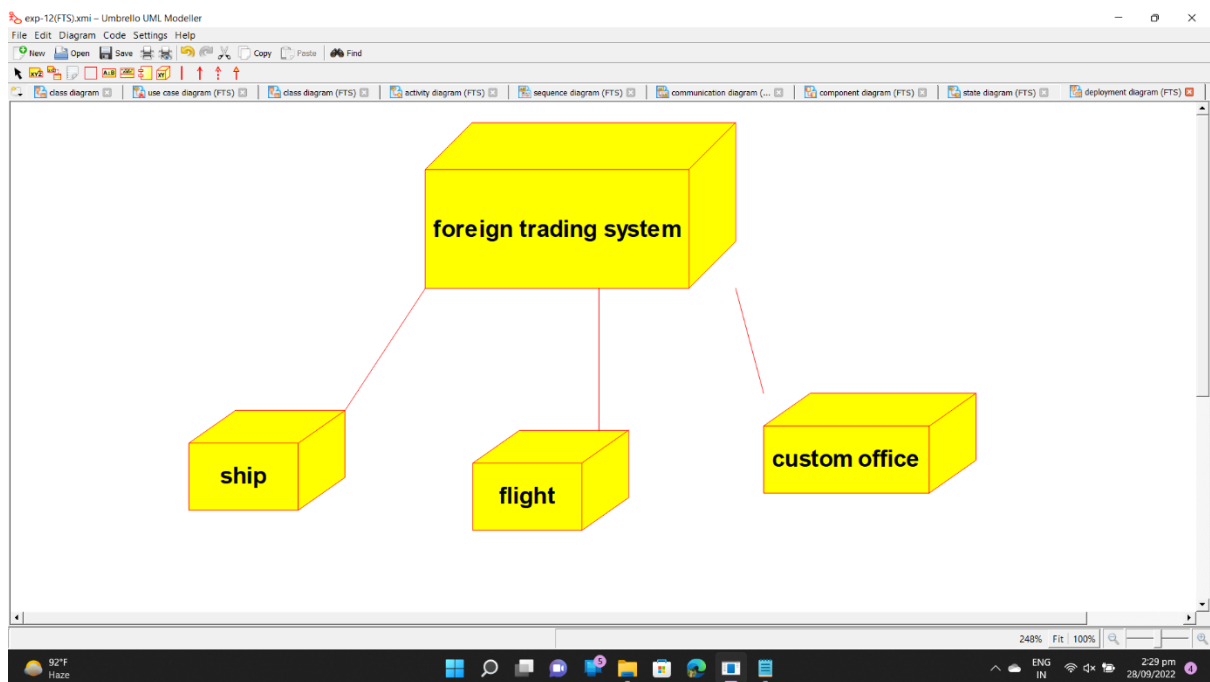 exp-12(FTS).xmi – Umbrello UML Modeller
File Edit Diagram Code Settings Help
New Open Save Copy Paste Find
class diagram use case diagram (FTS) class diagram (FTS) activity diagram (FTS) sequence diagram (FTS) communication diagram (... component diagram (FTS) state diagram (FTS) deployment diagram (FTS)
foreign trading system
ship
flight
custom office
248% Fit 100%
92°F
Haze
ENG
IN
2:29 pm
28/09/2022
4